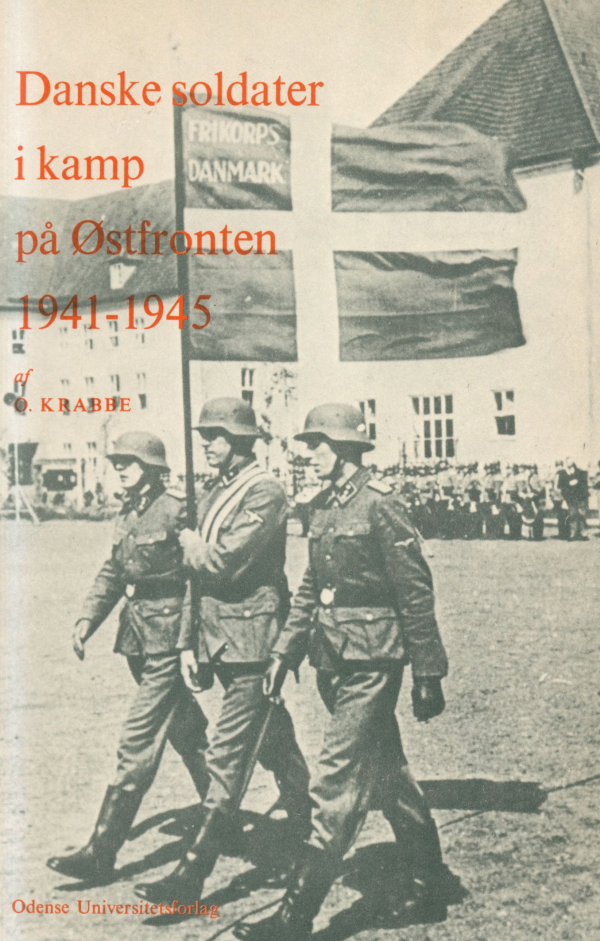 Danske soldater
i kamp
på Østfronten
1941-1945
af
O. KRABBE
FRIKORPS
DANMARK
Odense Universitetsforlag